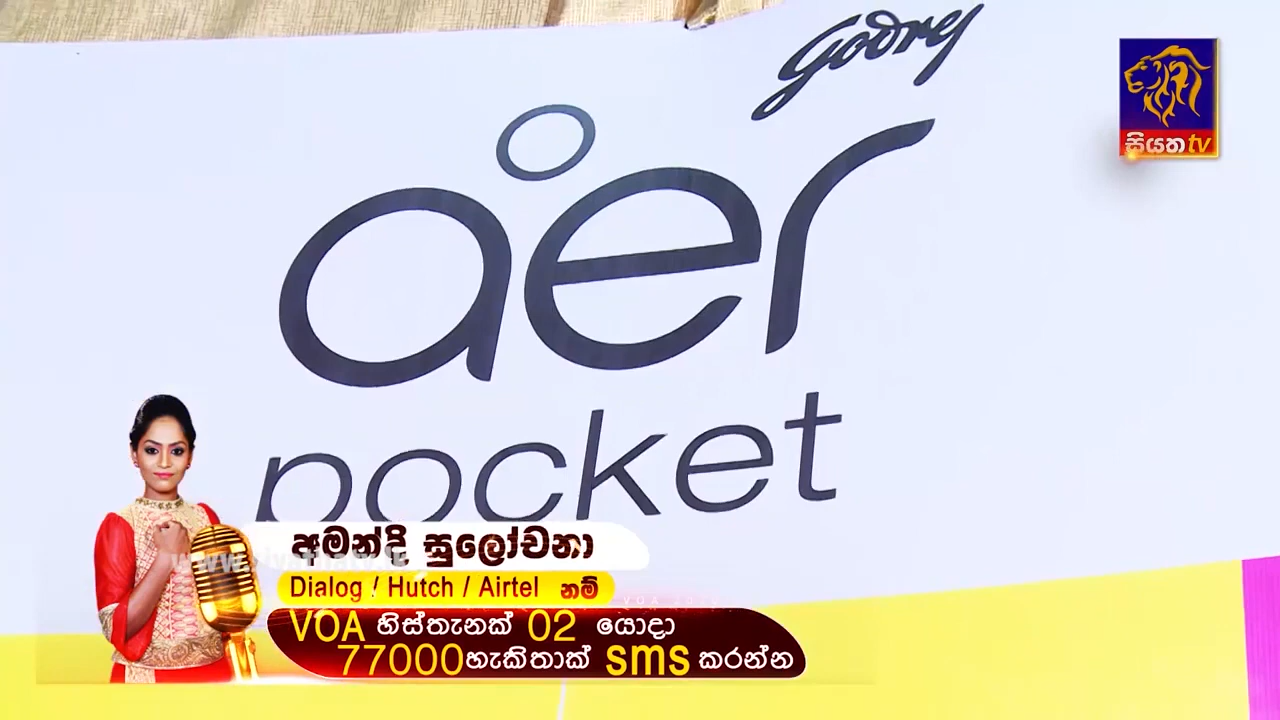 Godrej
සියත tv
aer
pocket
අමන්දි සුලෝචනා
Dialog / Hutch / Airtel නම්
VOA හිස්තැනක් 02 යොදා
77000 හැකිතාක් sms කරන්න